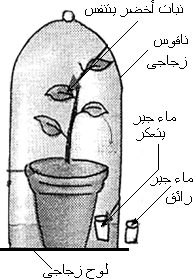 نبات أخضر يتنفس
ناقوس
زجاجي
ماء جير
يتعكر
ماء جير
رائق
لوح زجاجي